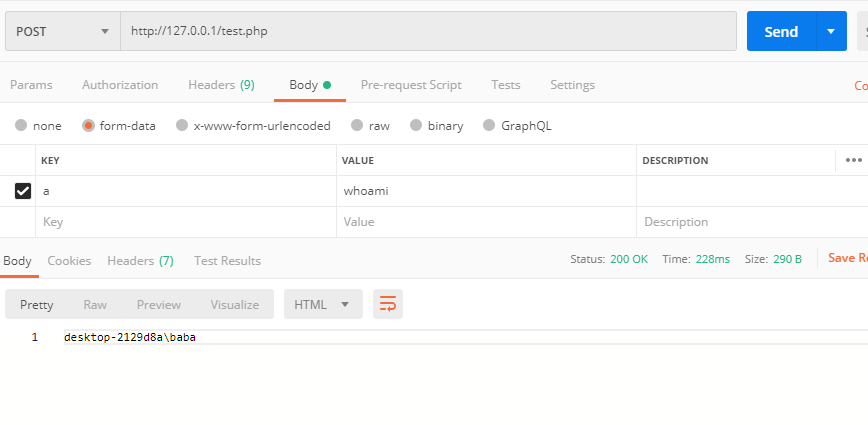 POST http://127.0.0.1/test.php Send
Params Authorization Headers (9) Body Pre-request Script Tests Settings Co
none form-data x-www-form-urlencoded raw binary GraphQL
KEY VALUE DESCRIPTION
a whoami
Key Value Description
Body Cookies Headers (7) Test Results Status: 200 OK Time: 228ms Size: 290 B Save Re
Pretty Raw Preview Visualize HTML
1 desktop-2129d8a\baba